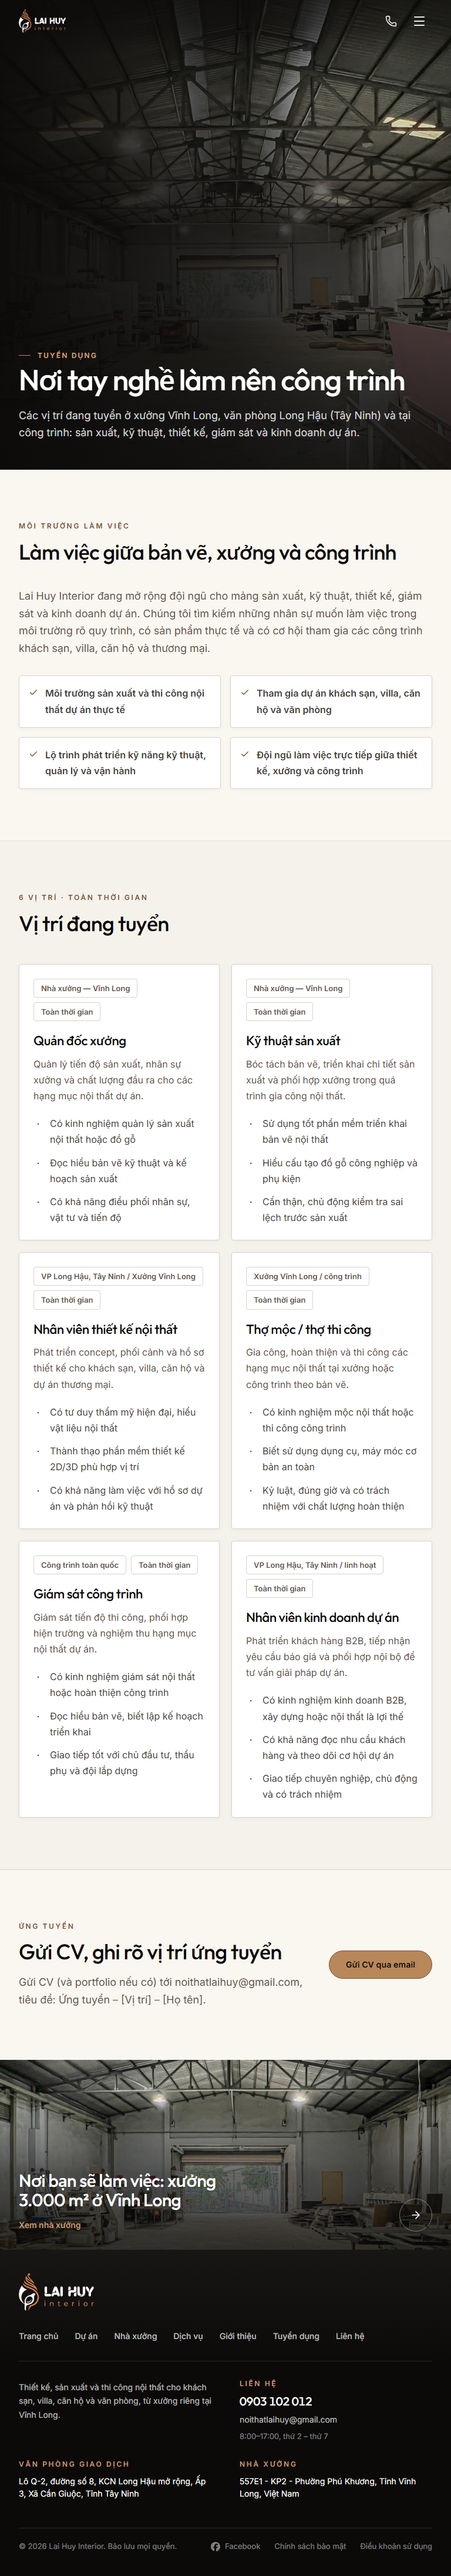 LAI HUY
interior
TUYỂN DỤNG
Nơi tay nghề làm nên công trình
Các vị trí đang tuyển ở xưởng Vĩnh Long, văn phòng Long Hậu (Tây Ninh) và tại
công trình: sản xuất, kỹ thuật, thiết kế, giám sát và kinh doanh dự án.
MÔI TRƯỜNG LÀM VIỆC
Làm việc giữa bản vẽ, xưởng và công trình
Lai Huy Interior đang mở rộng đội ngũ cho mảng sản xuất, kỹ thuật, thiết kế, giám
sát và kinh doanh dự án. Chúng tôi tìm kiếm những nhân sự muốn làm việc trong
môi trường rõ quy trình, có sản phẩm thực tế và có cơ hội tham gia các công trình
khách sạn, villa, căn hộ và thương mại.
Môi trường sản xuất và thi công nội
thất dự án thực tế
Tham gia dự án khách sạn, villa, căn
hộ và văn phòng
Lộ trình phát triển kỹ năng kỹ thuật,
quản lý và vận hành
Đội ngũ làm việc trực tiếp giữa thiết
kế, xưởng và công trình
6 VỊ TRÍ · TOÀN THỜI GIAN
Vị trí đang tuyển
Nhà xưởng — Vĩnh Long
Toàn thời gian
Quản đốc xưởng
Quản lý tiến độ sản xuất, nhân sự
xưởng và chất lượng đầu ra cho các
hạng mục nội thất dự án.
· Có kinh nghiệm quản lý sản xuất
nội thất hoặc đồ gỗ
· Đọc hiểu bản vẽ kỹ thuật và kế
hoạch sản xuất
· Có khả năng điều phối nhân sự,
vật tư và tiến độ
Nhà xưởng — Vĩnh Long
Toàn thời gian
Kỹ thuật sản xuất
Bóc tách bản vẽ, triển khai chi tiết sản
xuất và phối hợp xưởng trong quá
trình gia công nội thất.
· Sử dụng tốt phần mềm triển khai
bản vẽ nội thất
· Hiểu cấu tạo đồ gỗ công nghiệp và
phụ kiện
· Cẩn thận, chủ động kiểm tra sai
lệch trước sản xuất
VP Long Hậu, Tây Ninh / Xưởng Vĩnh Long
Toàn thời gian
Nhân viên thiết kế nội thất
Phát triển concept, phối cảnh và hồ sơ
thiết kế cho khách sạn, villa, căn hộ và
dự án thương mại.
· Có tư duy thẩm mỹ hiện đại, hiểu
vật liệu nội thất
· Thành thạo phần mềm thiết kế
2D/3D phù hợp vị trí
· Có khả năng làm việc với hồ sơ dự
án và phản hồi kỹ thuật
Xưởng Vĩnh Long / công trình
Toàn thời gian
Thợ mộc / thợ thi công
Gia công, hoàn thiện và thi công các
hạng mục nội thất tại xưởng hoặc
công trình theo bản vẽ.
· Có kinh nghiệm mộc nội thất hoặc
thi công công trình
· Biết sử dụng dụng cụ, máy móc cơ
bản an toàn
· Kỷ luật, đúng giờ và có trách
nhiệm với chất lượng hoàn thiện
Công trình toàn quốc
Toàn thời gian
Giám sát công trình
Giám sát tiến độ thi công, phối hợp
hiện trường và nghiệm thu hạng mục
nội thất dự án.
· Có kinh nghiệm giám sát nội thất
hoặc hoàn thiện công trình
· Đọc hiểu bản vẽ, biết lập kế hoạch
triển khai
· Giao tiếp tốt với chủ đầu tư, thầu
phụ và đội lắp dựng
VP Long Hậu, Tây Ninh / linh hoạt
Toàn thời gian
Nhân viên kinh doanh dự án
Phát triển khách hàng B2B, tiếp nhận
yêu cầu báo giá và phối hợp nội bộ để
tư vấn giải pháp dự án.
· Có kinh nghiệm kinh doanh B2B,
xây dựng hoặc nội thất là lợi thế
· Có khả năng đọc nhu cầu khách
hàng và theo dõi cơ hội dự án
· Giao tiếp chuyên nghiệp, chủ động
và có trách nhiệm
ỨNG TUYỂN
Gửi CV, ghi rõ vị trí ứng tuyển
Gửi CV (và portfolio nếu có) tới noithatlaihuy@gmail.com,
tiêu đề: Ứng tuyển – [Vị trí] – [Họ tên].
Gửi CV qua email
Nơi bạn sẽ làm việc: xưởng
3.000 m² ở Vĩnh Long
Xem nhà xưởng
LAI HUY
interior
Trang chủ
Dự án
Nhà xưởng
Dịch vụ
Giới thiệu
Tuyển dụng
Liên hệ
Thiết kế, sản xuất và thi công nội thất cho khách
sạn, villa, căn hộ và văn phòng, từ xưởng riêng tại
Vĩnh Long.
LIÊN HỆ
0903 102 012
noithatlaihuy@gmail.com
8:00–17:00, thứ 2 – thứ 7
VĂN PHÒNG GIAO DỊCH
Lô Q-2, đường số 8, KCN Long Hậu mở rộng, Ấp
3, Xã Cần Giuộc, Tỉnh Tây Ninh
NHÀ XƯỞNG
557E1 - KP2 - Phường Phú Khương, Tỉnh Vĩnh
Long, Việt Nam
© 2026 Lai Huy Interior. Bảo lưu mọi quyền.
Facebook
Chính sách bảo mật
Điều khoản sử dụng